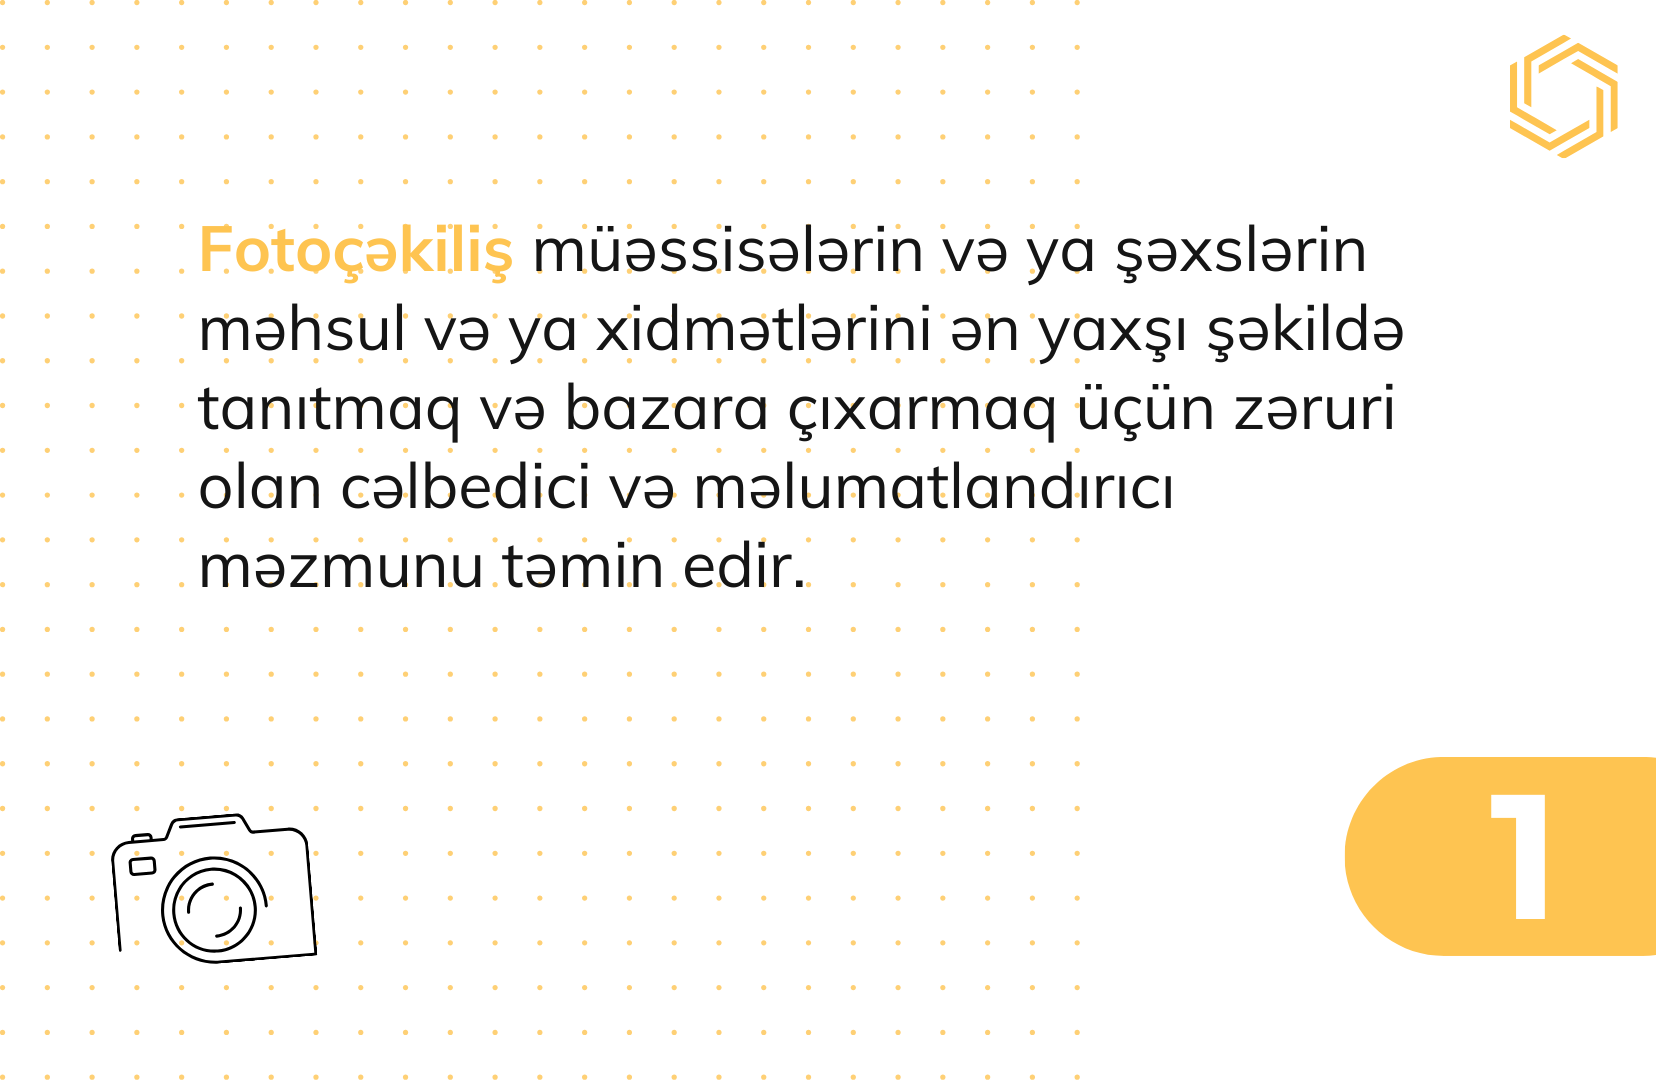 Fotoçəkiliş müəssisələrin və ya şəxslərin
məhsul və ya xidmətlərini ən yaxşı şəkildə
tanıtmaq və bazara çıxarmaq üçün zəruri
olan cəlbedici və məlumatlandırıcı
məzmunu təmin edir.
1